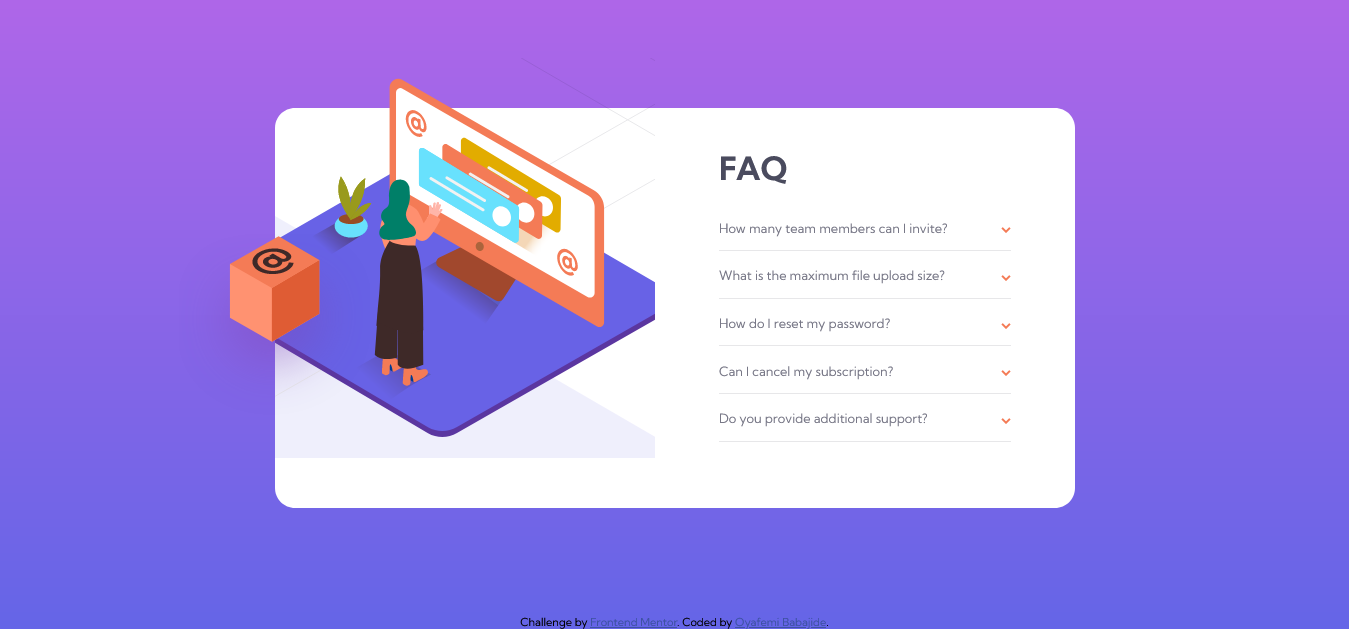 FAQ
How many team members can I invite?
What is the maximum file upload size?
How do I reset my password?
Can I cancel my subscription?
Do you provide additional support?
Challenge by Frontend Mentor. Coded by Oyafemi Babajide.